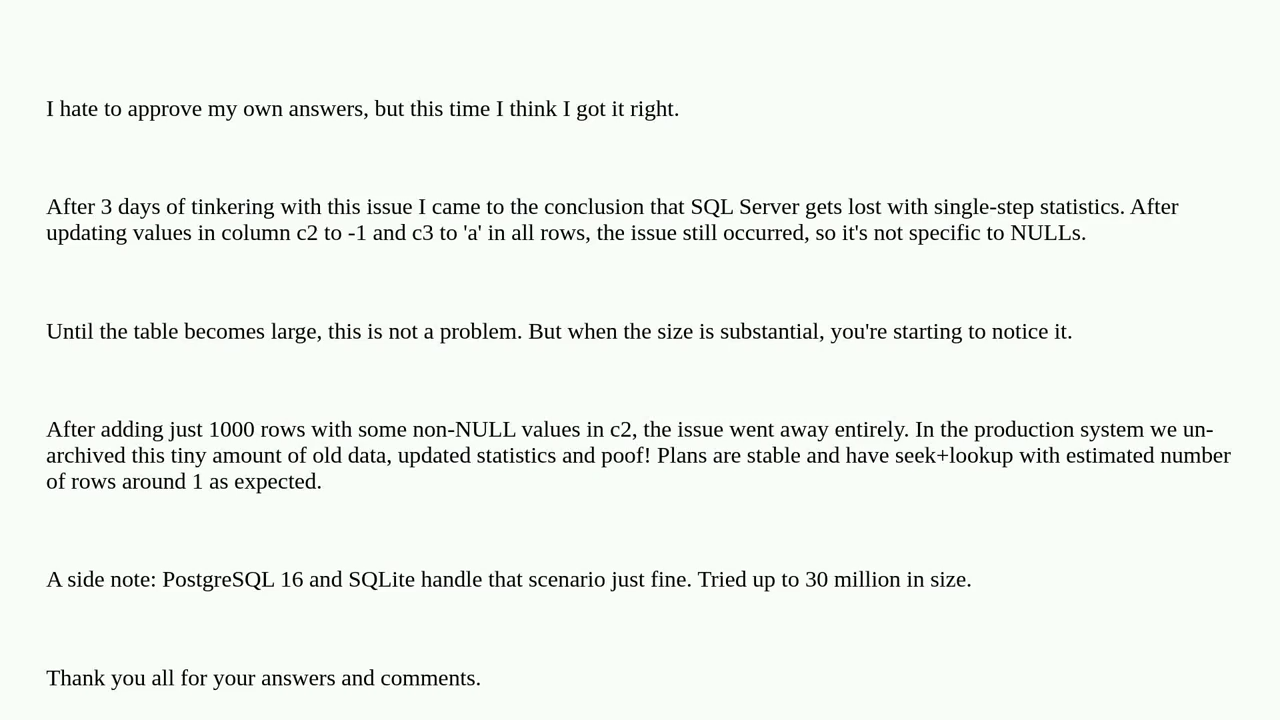 I hate to approve my own answers, but this time I think I got it right.
After 3 days of tinkering with this issue I came to the conclusion that SQL Server gets lost with single-step statistics. After
updating values in column c2 to -1 and c3 to 'a' in all rows, the issue still occurred, so it's not specific to NULLs.
Until the table becomes large, this is not a problem. But when the size is substantial, you're starting to notice it.
After adding just 1000 rows with some non-NULL values in c2, the issue went away entirely. In the production system we un-
archived this tiny amount of old data, updated statistics and poof! Plans are stable and have seek+lookup with estimated number
of rows around 1 as expected.
A side note: PostgreSQL 16 and SQLite handle that scenario just fine. Tried up to 30 million in size.
Thank you all for your answers and comments.